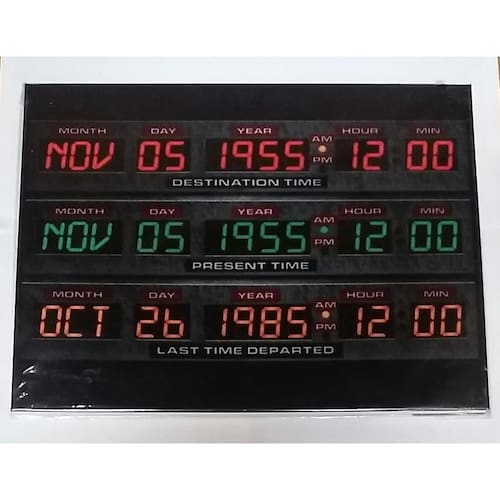 MONTH DAY YEAR AM HOUR MIN
NOV 05 1955 PM 12 00
DESTINATION TIME
MONTH DAY YEAR AM HOUR MIN
NOV 05 1955 PM 12 00
PRESENT TIME
MONTH DAY YEAR AM HOUR MIN
OCT 26 1985 PM 12 00
LAST TIME DEPARTED